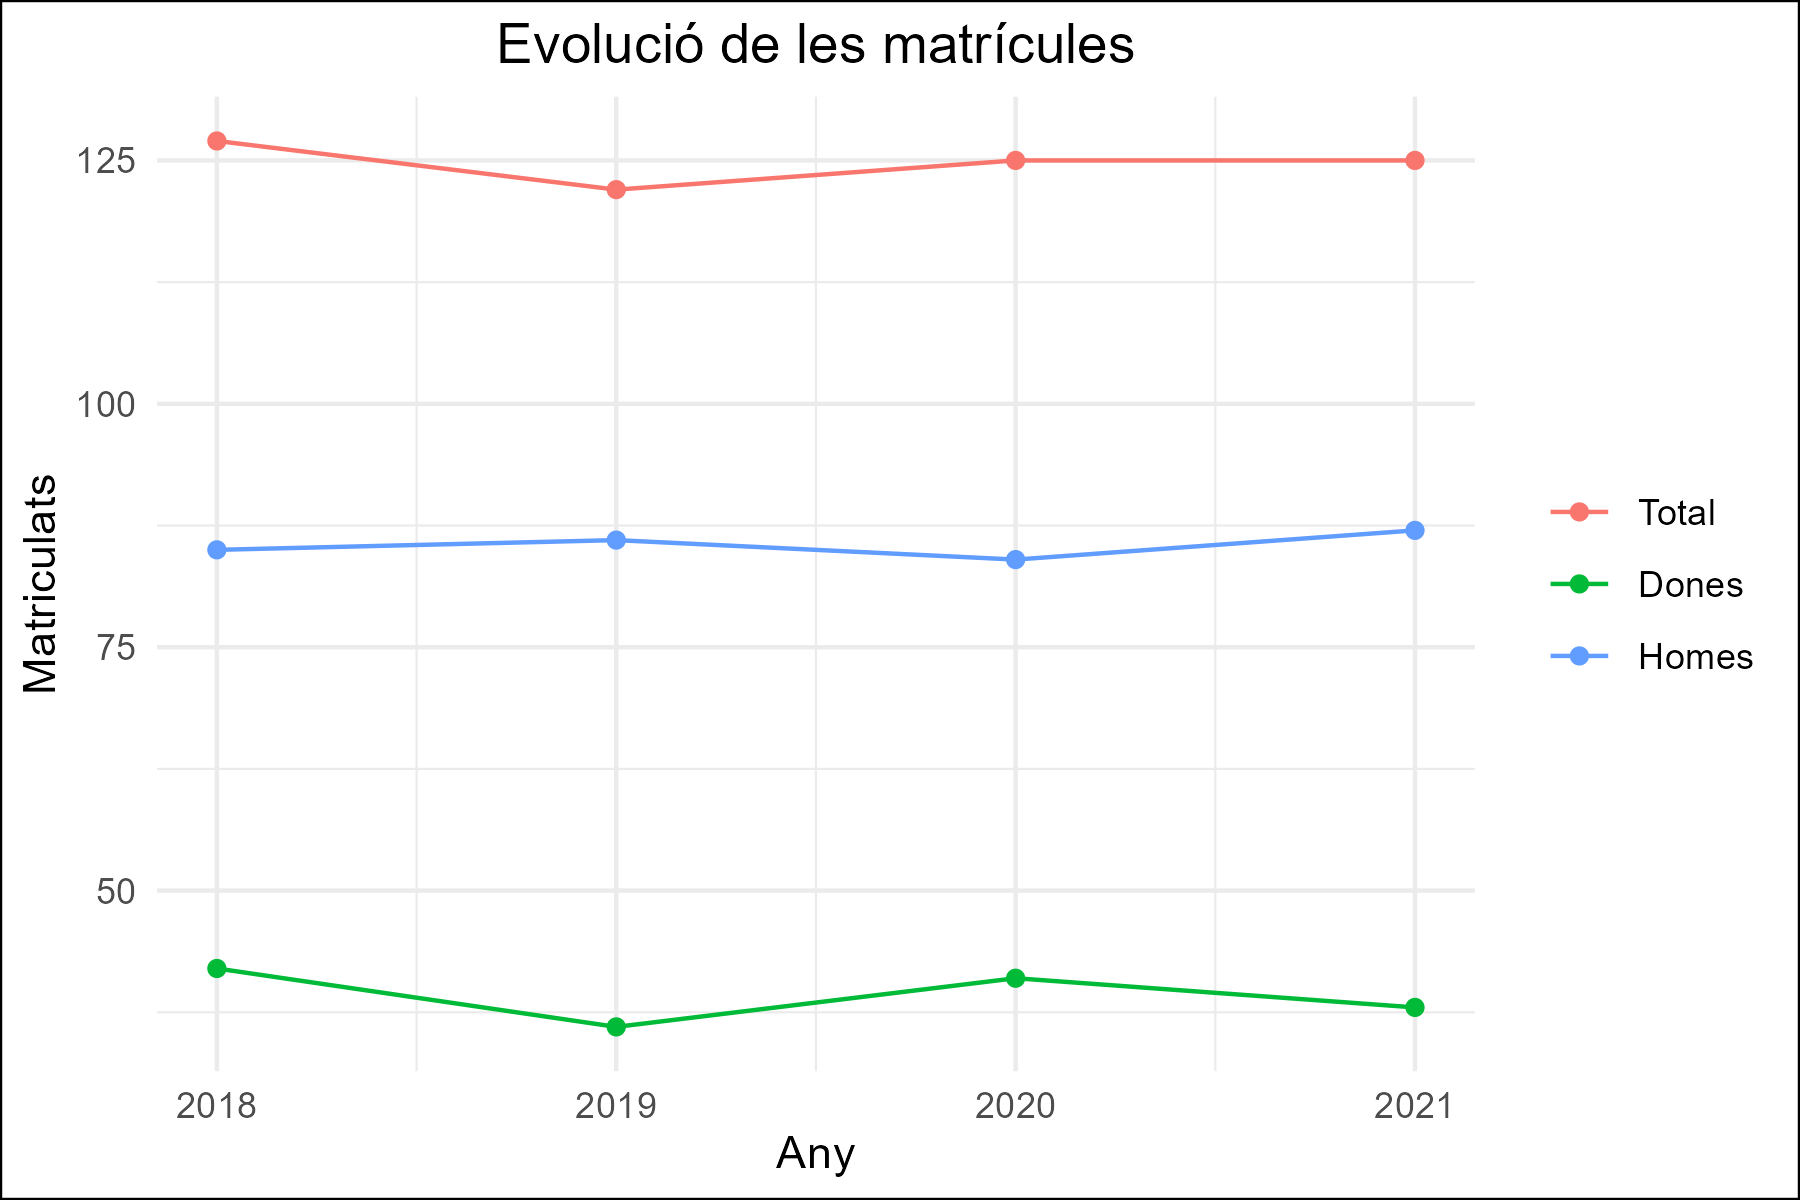 Evolució de les matrícules
125
100
75
50
Matriculats
2018
2019
2020
2021
Any
Total
Dones
Homes